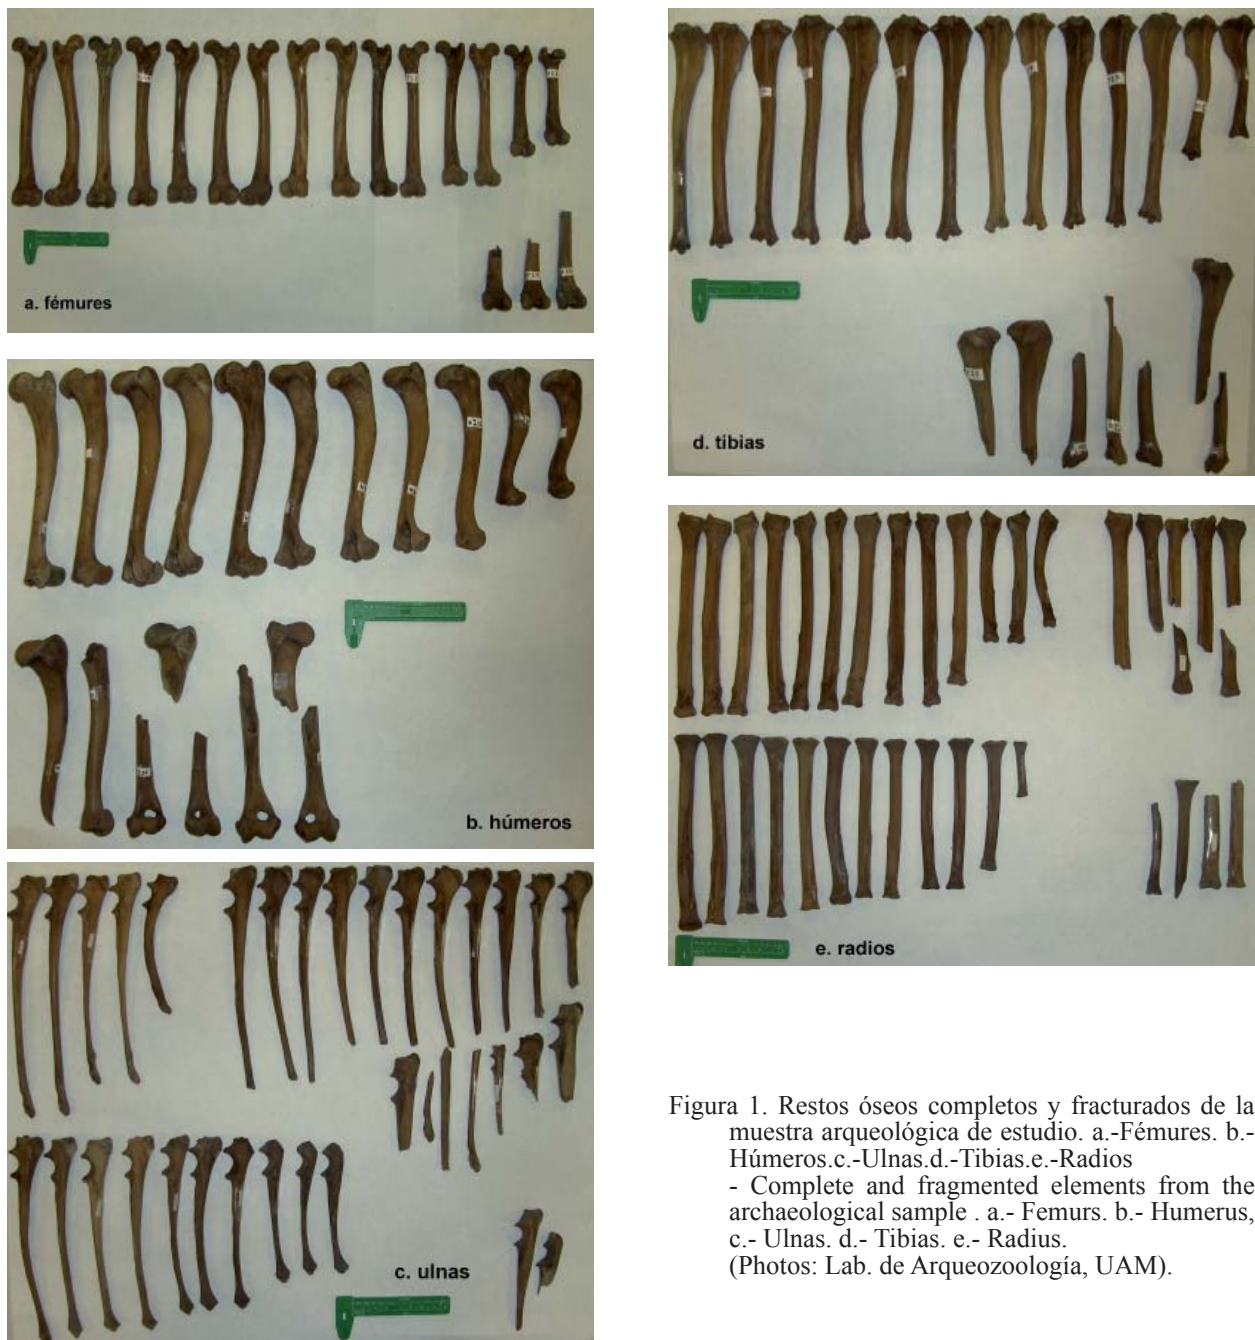 a. fémures
b. húmeros
c. ulnas
d. tibias
e. radios
Figura 1. Restos óseos completos y fracturados de la
muestra arqueológica de estudio. a.-Fémures. b.-
Húmeros.c.-Ulnas.d.-Tibias.e.-Radios
- Complete and fragmented elements from the
archaeological sample . a.- Femurs. b.- Humerus,
c.- Ulnas. d.- Tibias. e.- Radius.
(Photos: Lab. de Arqueozoología, UAM).